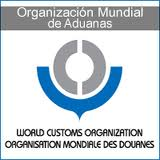 Organización Mundial
de Aduanas
WORLD CUSTOMS ORGANIZATION
ORGANISATION MONDIALE DES DOUANES